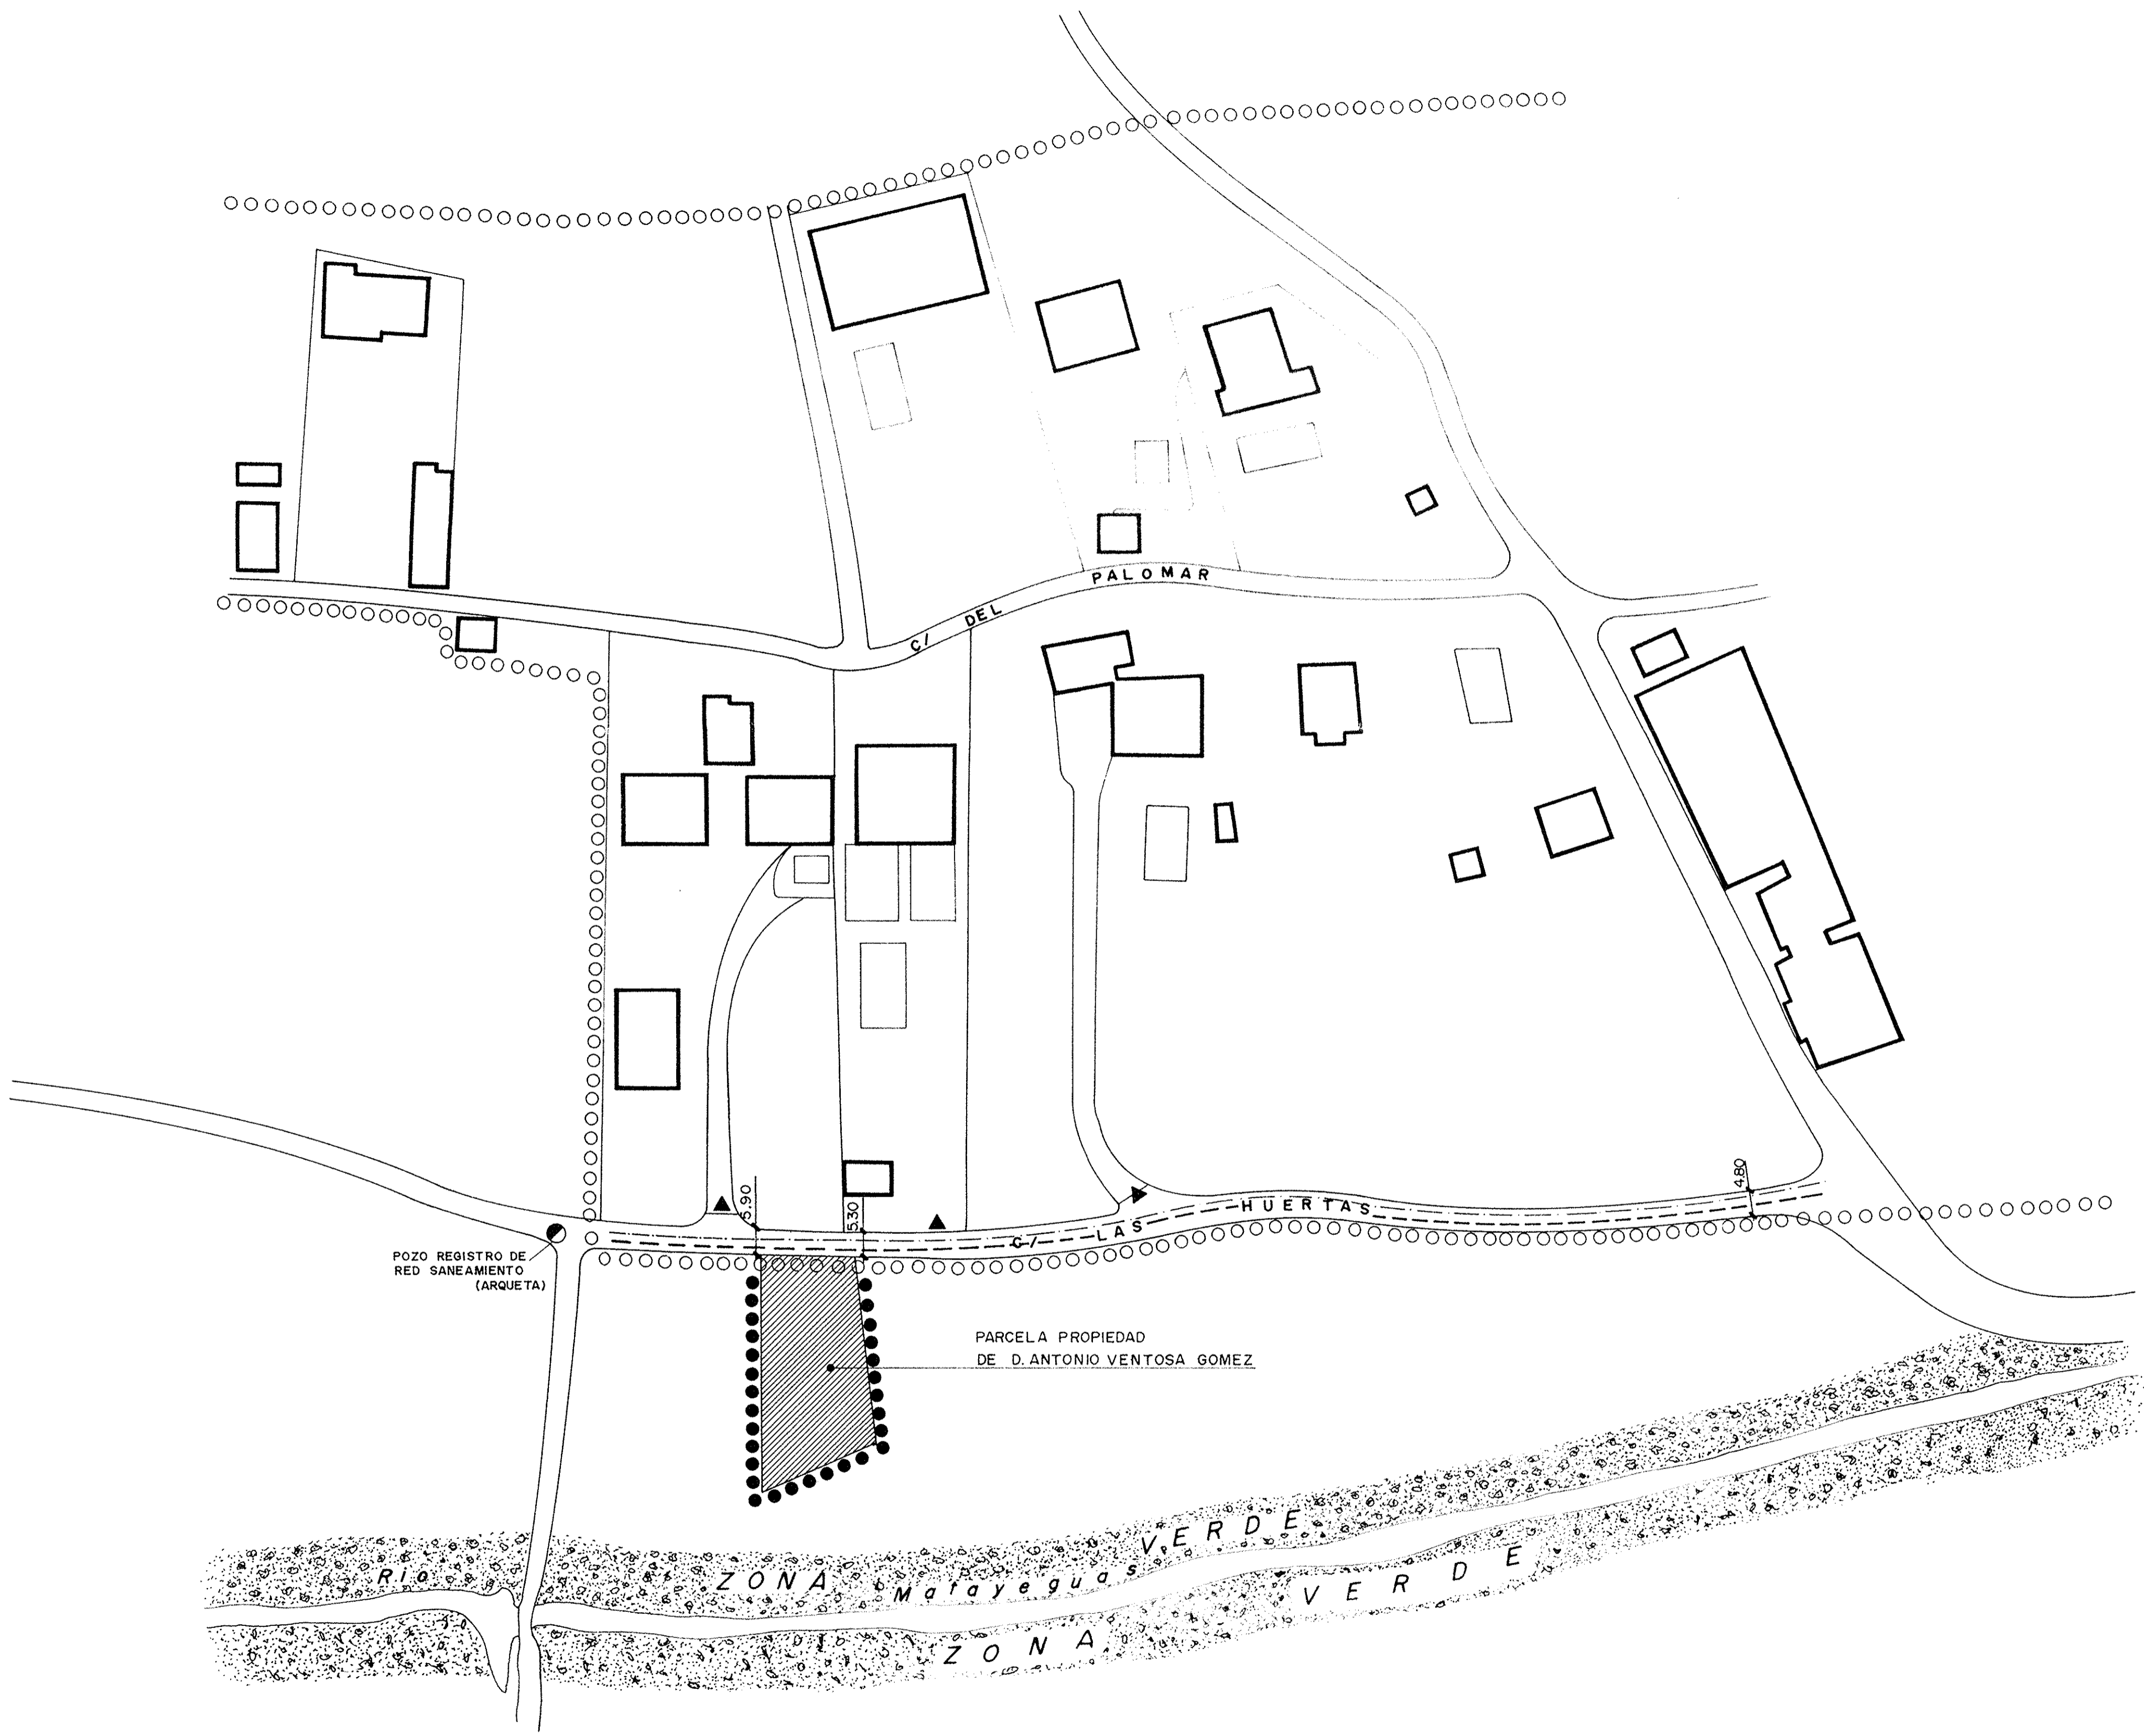 C/ DEL PALOMAR
5.90
5.30
4.80
C/ LAS HUERTAS
POZO REGISTRO DE
RED SANEAMIENTO
(ARQUETA)
PARCELA PROPIEDAD
DE D. ANTONIO VENTOSA GOMEZ
ZONA VERDE
Río Matayeguas
ZONA VERDE